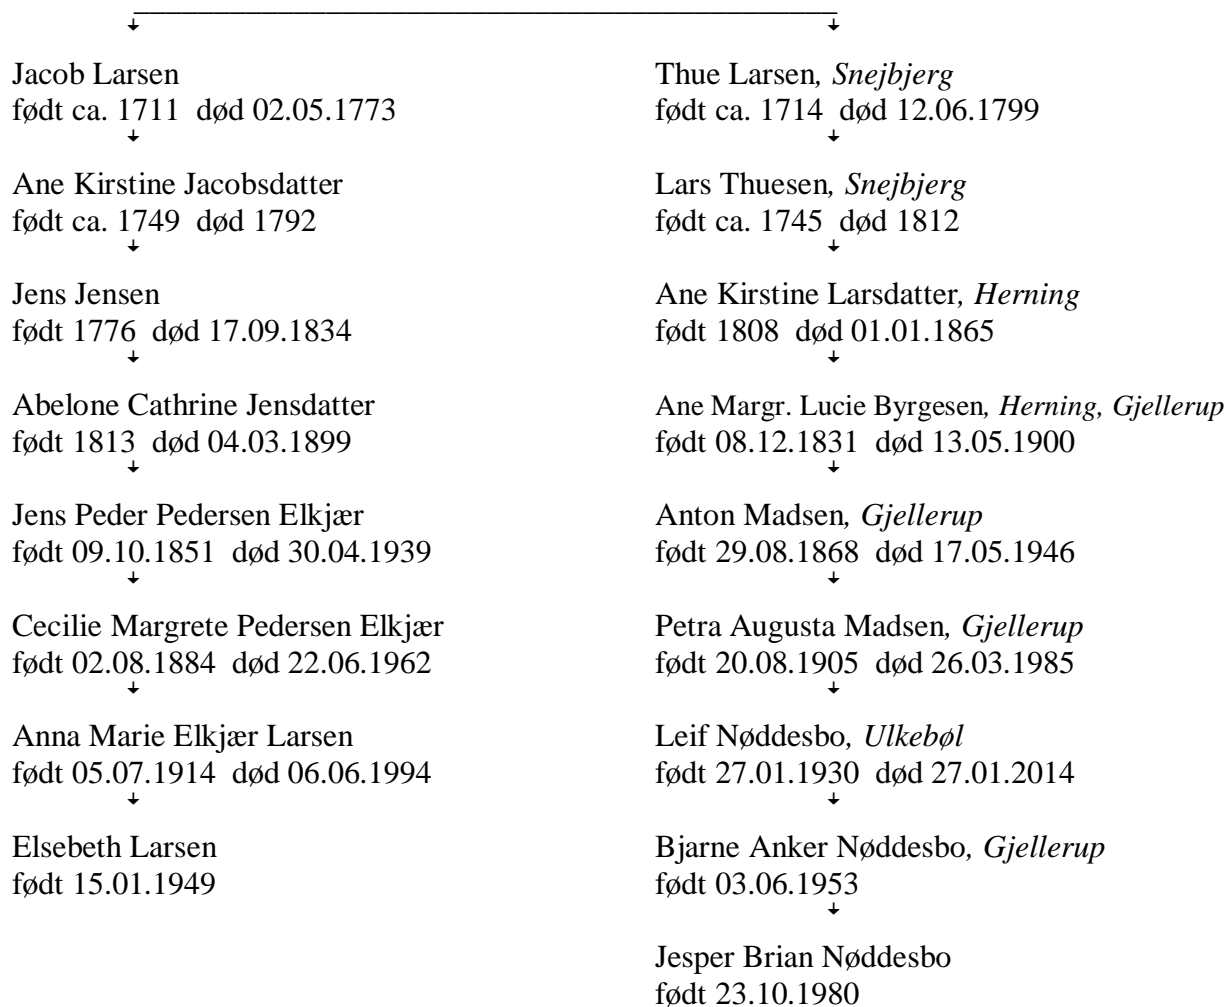 Jacob Larsen
født ca. 1711  død 02.05.1773
Ane Kirstine Jacobsdatter
født ca. 1749  død 1792
Jens Jensen
født 1776  død 17.09.1834
Abelone Cathrine Jensdatter
født 1813  død 04.03.1899
Jens Peder Pedersen Elkjær
født 09.10.1851  død 30.04.1939
Cecilie Margrete Pedersen Elkjær
født 02.08.1884  død 22.06.1962
Anna Marie Elkjær Larsen
født 05.07.1914  død 06.06.1994
Elsebeth Larsen
født 15.01.1949
Thue Larsen, Snejbjerg
født ca. 1714  død 12.06.1799
Lars Thuesen, Snejbjerg
født ca. 1745  død 1812
Ane Kirstine Larsdatter, Herning
født 1808  død 01.01.1865
Ane Margr. Lucie Byrgesen, Herning, Gjellerup
født 08.12.1831  død 13.05.1900
Anton Madsen, Gjellerup
født 29.08.1868  død 17.05.1946
Petra Augusta Madsen, Gjellerup
født 20.08.1905  død 26.03.1985
Leif Nøddesbo, Ulkebøl
født 27.01.1930  død 27.01.2014
Bjarne Anker Nøddesbo, Gjellerup
født 03.06.1953
Jesper Brian Nøddesbo
født 23.10.1980